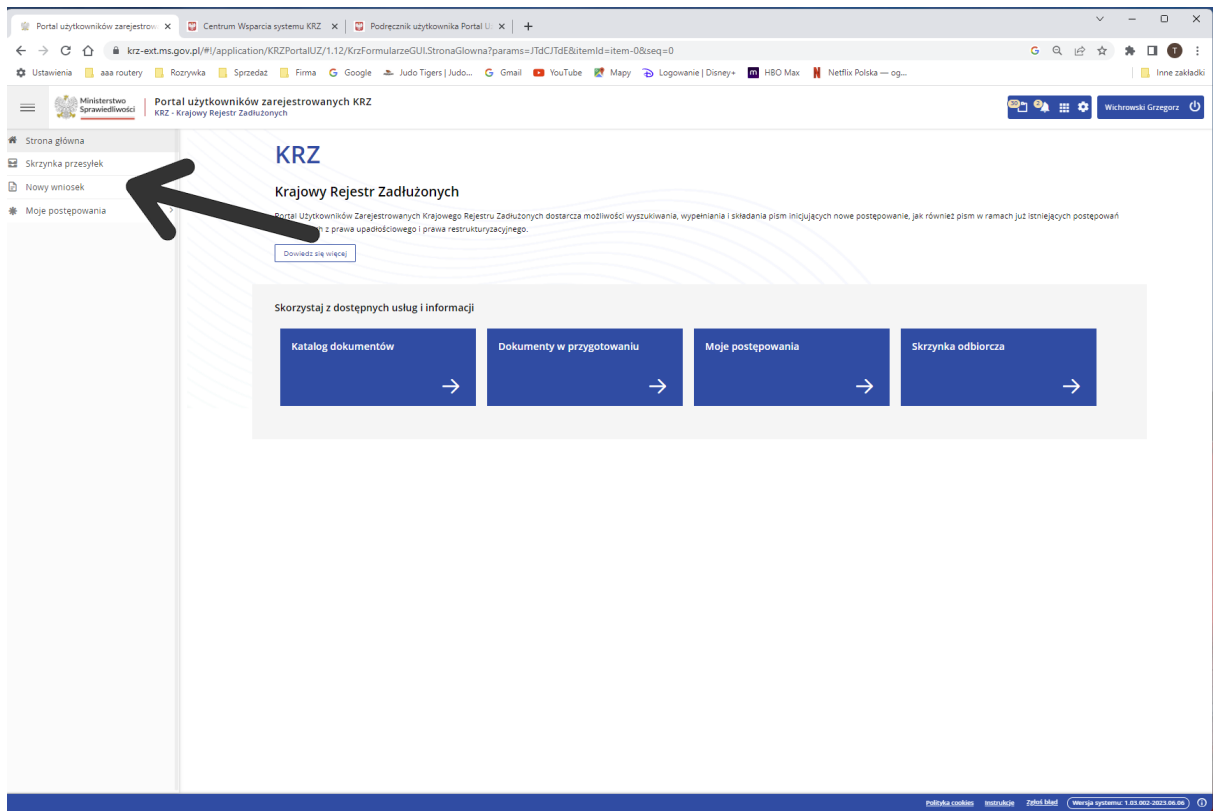 Portal użytkowników zarejestrow
Centrum Wsparcia systemu KRZ
Podręcznik użytkownika Portal U
krz-ext.ms.gov.pl/#!/application/KRZPortalUZ/1.12/KrzFormularzeGUI.StronaGlowna?params=JTdCJTdE&itemId=item-0&seq=0
Ustawienia
aaa routery
Rozrywka
Sprzedaż
Firma
Google
Judo Tigers | Judo...
Gmail
YouTube
Mapy
Logowanie | Disney+
HBO Max
Netflix Polska — og...
Inne zakładki
Ministerstwo
Sprawiedliwości
Portal użytkowników zarejestrowanych KRZ
KRZ - Krajowy Rejestr Zadłużonych
Wichrowski Grzegorz
Strona główna
Skrzynka przesyłek
Nowy wniosek
Moje postępowania
KRZ
Krajowy Rejestr Zadłużonych
Portal Użytkowników Zarejestrowanych Krajowego Rejestru Zadłużonych dostarcza możliwości wyszukiwania, wypełniania i składania pism inicjujących nowe postępowanie, jak również pism w ramach już istniejących postępowań
z prawa upadłościowego i prawa restrukturyzacyjnego.
Dowiedz się więcej
Skorzystaj z dostępnych usług i informacji
Katalog dokumentów
Dokumenty w przygotowaniu
Moje postępowania
Skrzynka odbiorcza
Polityka cookies
Instrukcje
Zgłoś błąd
Wersja systemu: 1.03.002-2023.06.06